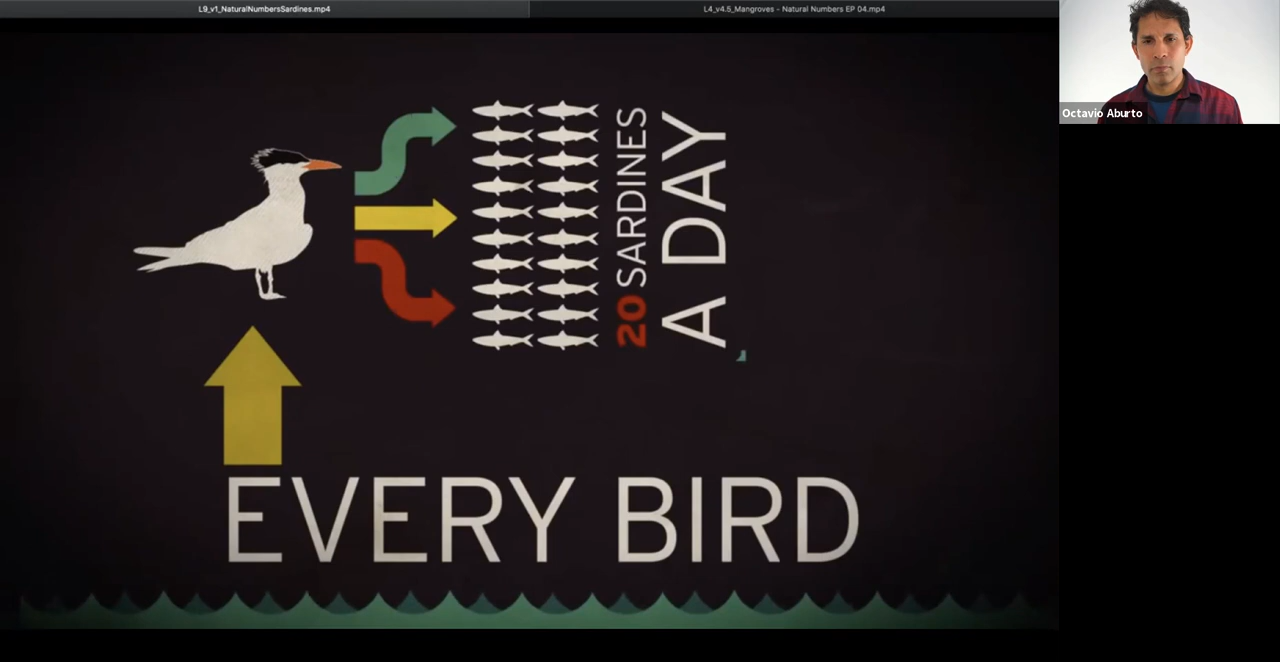 L9_v1_NaturalNumbersSardines.mp4
L4_v4.5_Mangroves - Natural Numbers EP 04.mp4
Octavio Aburto
20 SARDINES
A DAY
EVERY BIRD